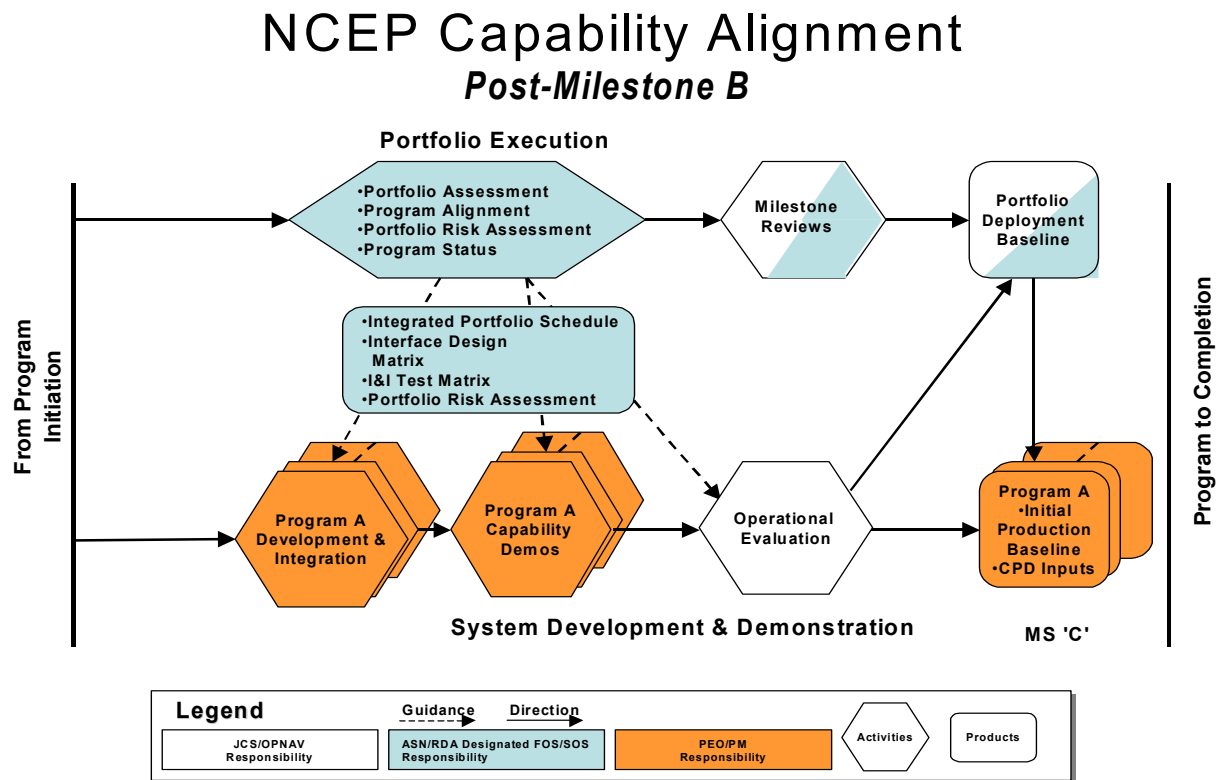 NCEP Capability Alignment
Post-Milestone B
Portfolio Execution
•Portfolio Assessment
•Program Alignment
•Portfolio Risk Assessment
•Program Status
Milestone
Reviews
Portfolio
Deployment
Baseline
•Integrated Portfolio Schedule
•Interface Design
Matrix
•I&I Test Matrix
•Portfolio Risk Assessment
From Program
Initiation
Program A
Development &
Integration
Program A
Capability
Demos
Operational
Evaluation
Program A
•Initial
Production
Baseline
•CPD Inputs
Program to Completion
System Development & Demonstration
MS 'C'
Legend
Guidance
Direction
JCS/OPNAV
Responsibility
ASN/RDA Designated FOS/SOS
Responsibility
PEO/PM
Responsibility
Activities
Products